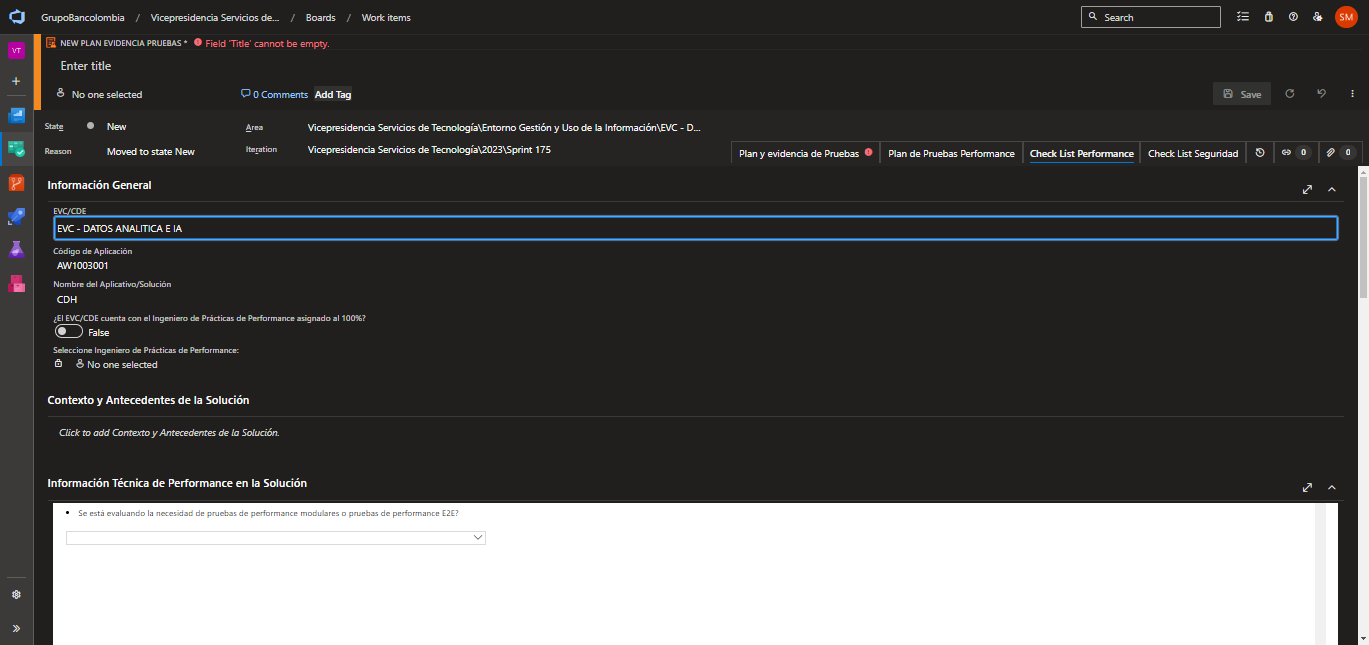 GrupoBancolombia / Vicepresidencia Servicios de... / Boards / Work items
Search
SM
VT
NEW PLAN EVIDENCIA PRUEBAS * Field 'Title' cannot be empty.
Enter title
No one selected
0 Comments
Add Tag
Save
State
New
Area
Vicepresidencia Servicios de Tecnología\Entorno Gestión y Uso de la Información\EVC - D...
Reason
Moved to state New
Iteration
Vicepresidencia Servicios de Tecnología\2023\Sprint 175
Plan y evidencia de Pruebas
Plan de Pruebas Performance
Check List Performance
Check List Seguridad
0
0
Información General
EVC/CDE
EVC - DATOS ANALITICA E IA
Código de Aplicación
AW1003001
Nombre del Aplicativo/Solución
CDH
¿El EVC/CDE cuenta con el Ingeniero de Prácticas de Performance asignado al 100%?
False
Seleccione Ingeniero de Prácticas de Performance:
No one selected
Contexto y Antecedentes de la Solución
Click to add Contexto y Antecedentes de la Solución.
Información Técnica de Performance en la Solución
• Se está evaluando la necesidad de pruebas de performance modulares o pruebas de performance E2E?